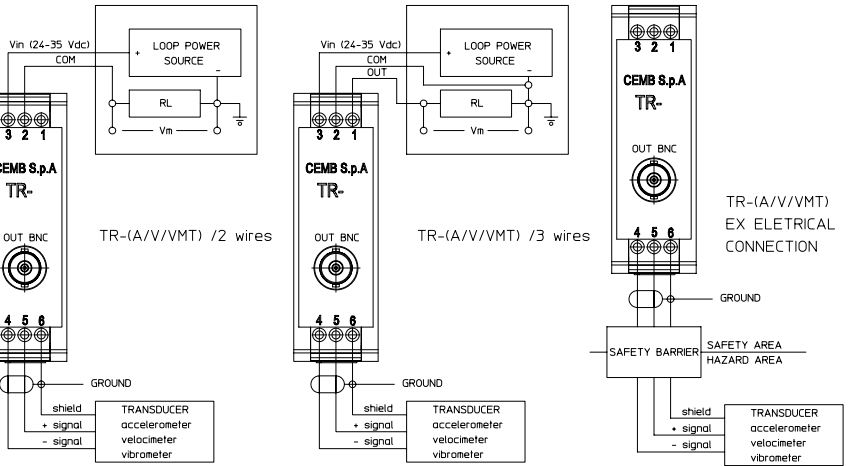 Vin (24-35 Vdc)
COM
+
LOOP POWER
SOURCE
-
RL
Vm
3 2 1
CEMB S.p.A
TR-
OUT BNC
4 5 6
GROUND
shield
+ signal
- signal
TRANSDUCER
accelerometer
velocimeter
vibrometer
TR-(A/V/VMT) /2 wires
Vin (24-35 Vdc)
COM
OUT
+
LOOP POWER
SOURCE
-
RL
Vm
3 2 1
CEMB S.p.A
TR-
OUT BNC
4 5 6
GROUND
shield
+ signal
- signal
TRANSDUCER
accelerometer
velocimeter
vibrometer
TR-(A/V/VMT) /3 wires
3 2 1
CEMB S.p.A
TR-
OUT BNC
4 5 6
GROUND
SAFETY BARRIER
SAFETY AREA
HAZARD AREA
shield
+ signal
- signal
TRANSDUCER
accelerometer
velocimeter
vibrometer
TR-(A/V/VMT)
EX ELETRICAL
CONNECTION